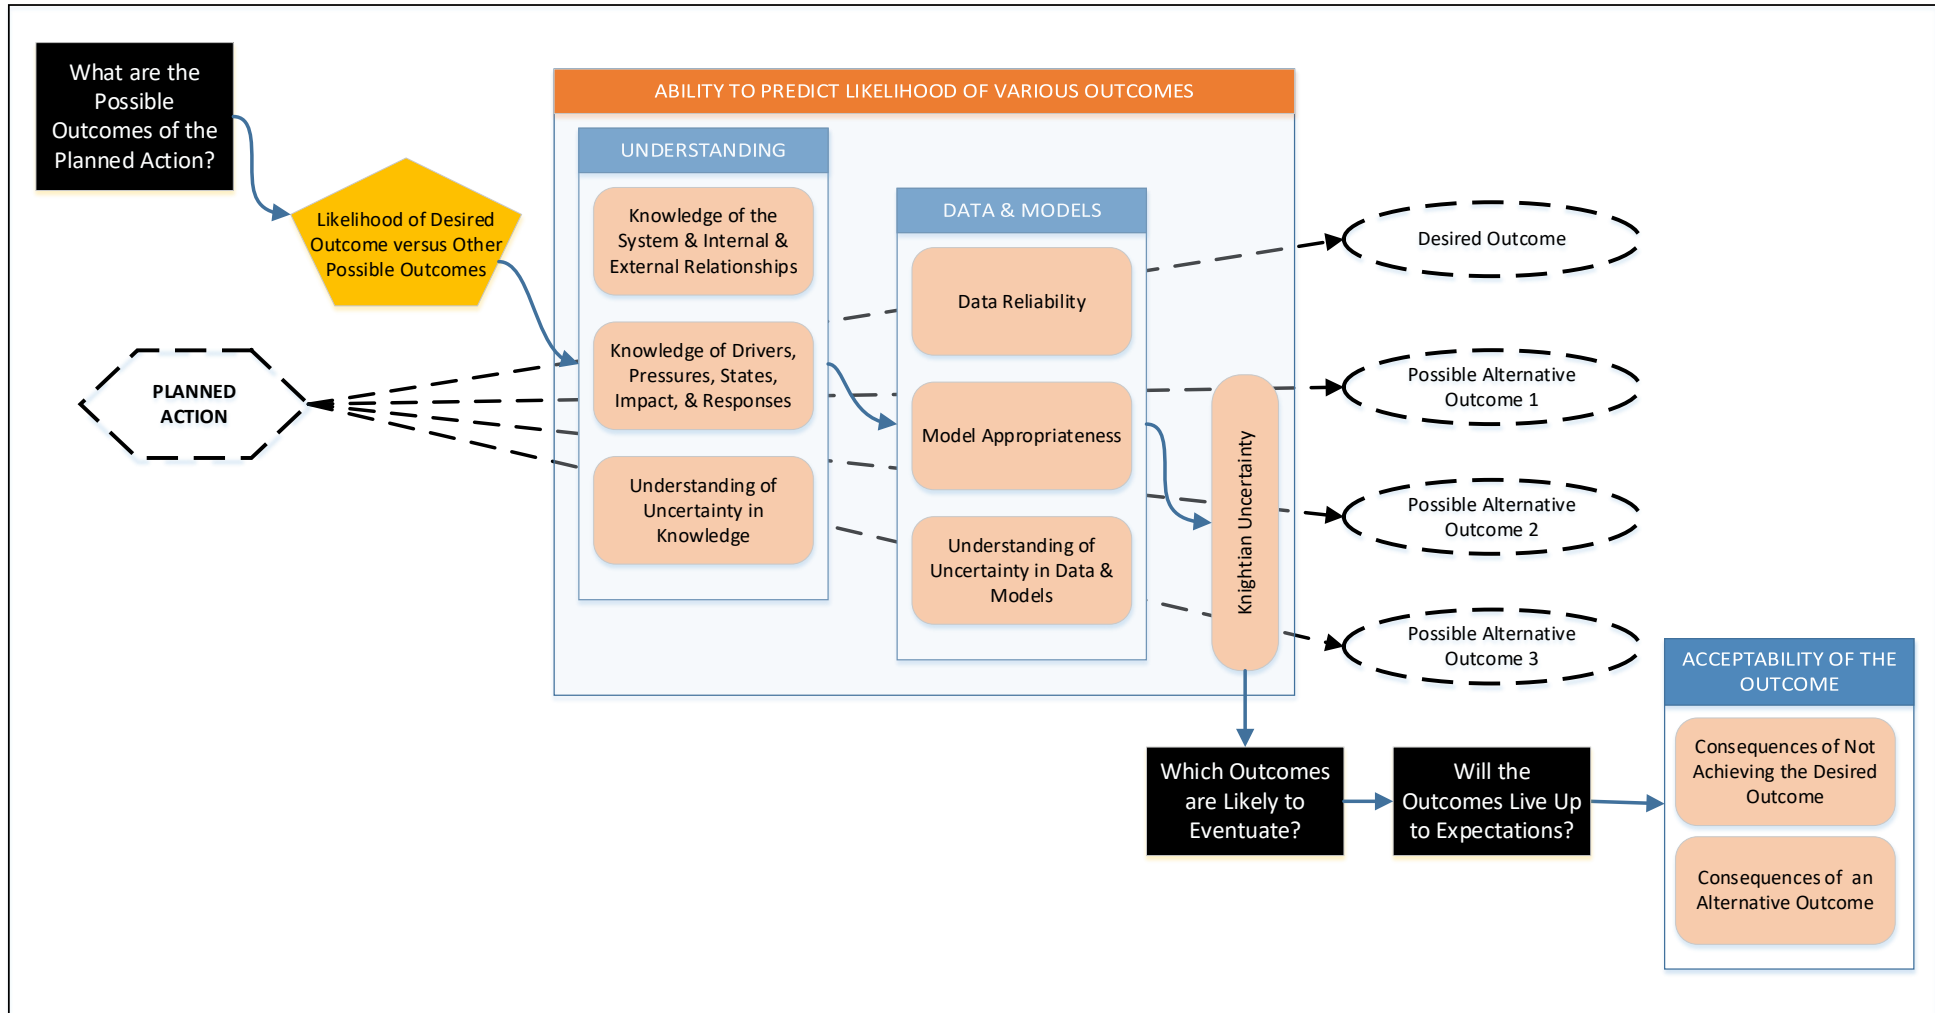 What are the
Possible
Outcomes of the
Planned Action?
Likelihood of Desired
Outcome versus Other
Possible Outcomes
PLANNED
ACTION
ABILITY TO PREDICT LIKELIHOOD OF VARIOUS OUTCOMES
UNDERSTANDING
Knowledge of the
System & Internal &
External Relationships
Knowledge of Drivers,
Pressures, States,
Impact, & Responses
Understanding of
Uncertainty in
Knowledge
DATA & MODELS
Data Reliability
Model Appropriateness
Understanding of
Uncertainty in Data &
Models
Knightian Uncertainty
Desired Outcome
Possible Alternative
Outcome 1
Possible Alternative
Outcome 2
Possible Alternative
Outcome 3
Which Outcomes
are Likely to
Eventuate?
Will the
Outcomes Live Up
to Expectations?
ACCEPTABILITY OF THE
OUTCOME
Consequences of Not
Achieving the Desired
Outcome
Consequences of an
Alternative Outcome